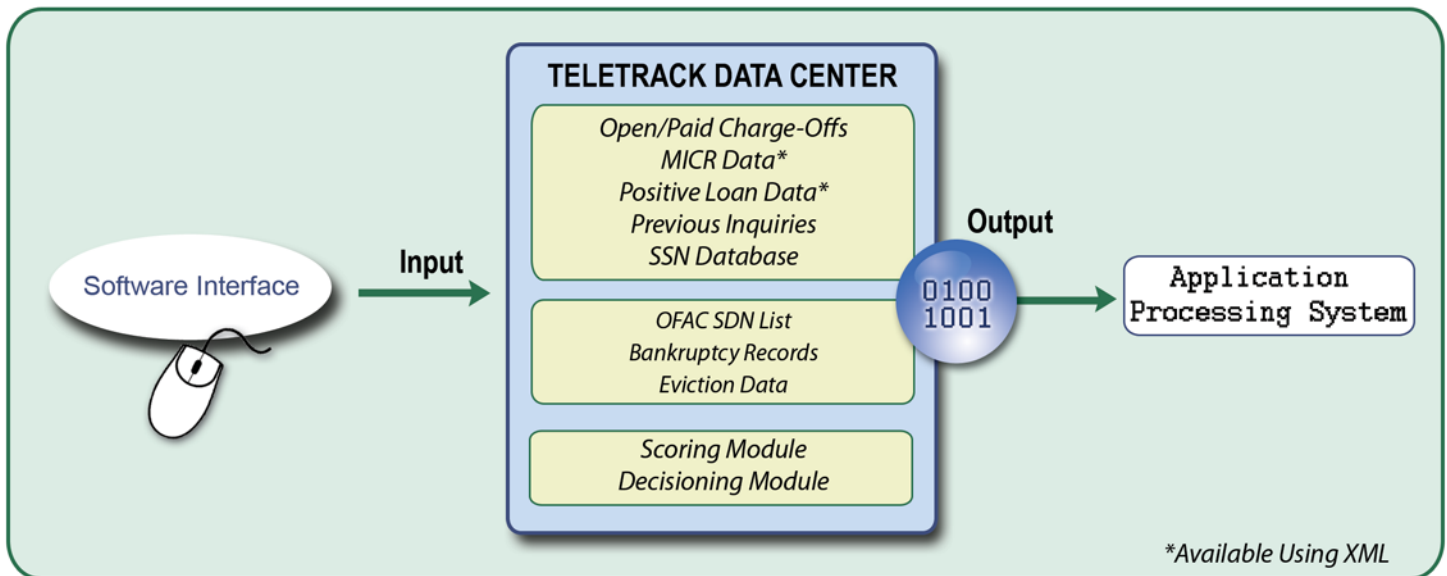 TELETRACK DATA CENTER
Open/Paid Charge-Offs
MICR Data*
Positive Loan Data*
Previous Inquiries
SSN Database
OFAC SDN List
Bankruptcy Records
Eviction Data
Scoring Module
Decisioning Module
Software Interface
Input
Output
0100
1001
Application
Processing System
*Available Using XML